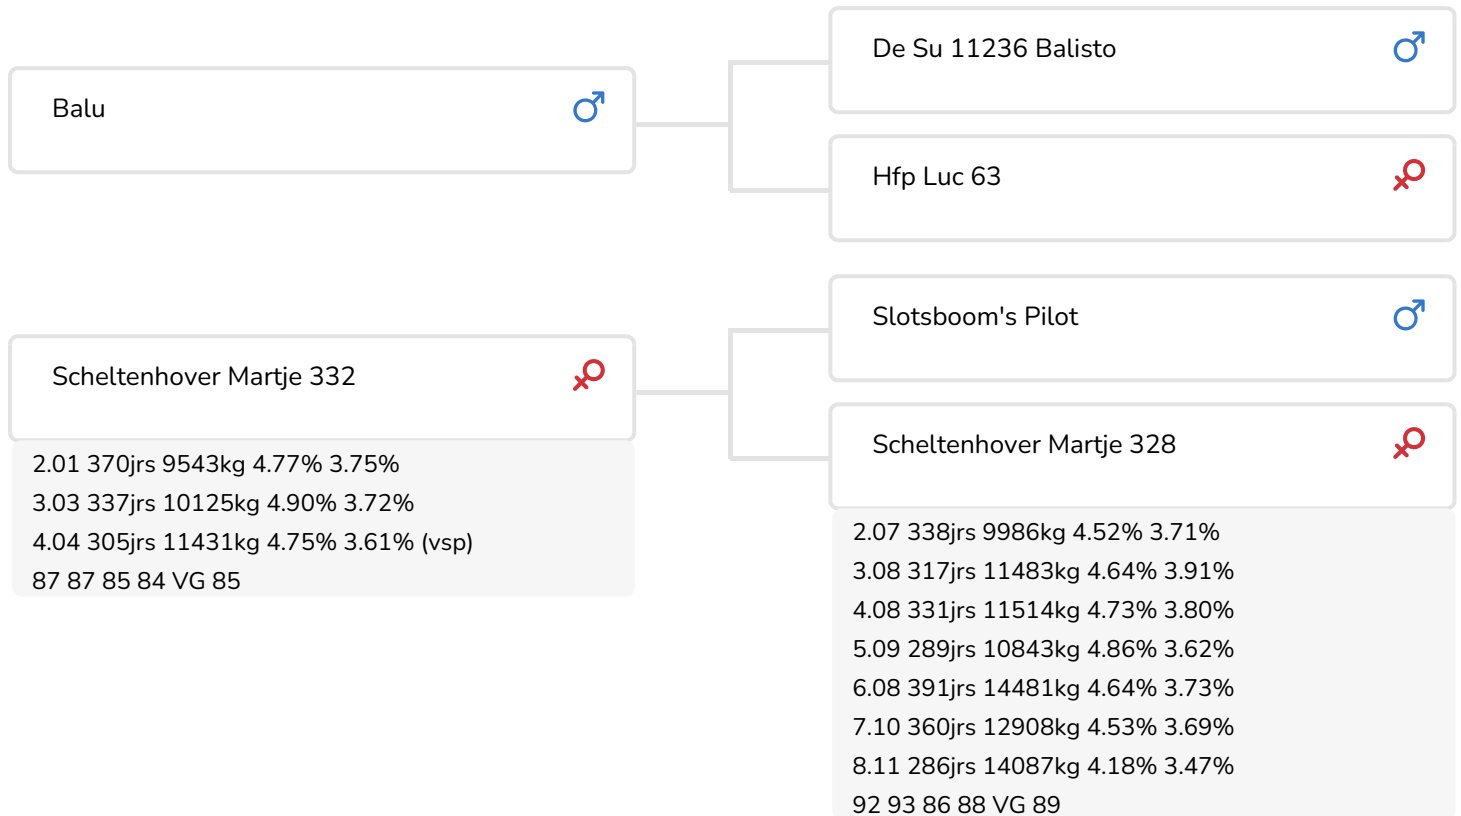 Balu
De Su 11236 Balisto
Hfp Luc 63
Scheltenhover Martje 332
2.01 370jrs 9543kg 4.77% 3.75%
3.03 337jrs 10125kg 4.90% 3.72%
4.04 305jrs 11431kg 4.75% 3.61% (vsp)
87 87 85 84 VG 85
Slotsboom's Pilot
Scheltenhover Martje 328
2.07 338jrs 9986kg 4.52% 3.71%
3.08 317jrs 11483kg 4.64% 3.91%
4.08 331jrs 11514kg 4.73% 3.80%
5.09 289jrs 10843kg 4.86% 3.62%
6.08 391jrs 14481kg 4.64% 3.73%
7.10 360jrs 12908kg 4.53% 3.69%
8.11 286jrs 14087kg 4.18% 3.47%
92 93 86 88 VG 89